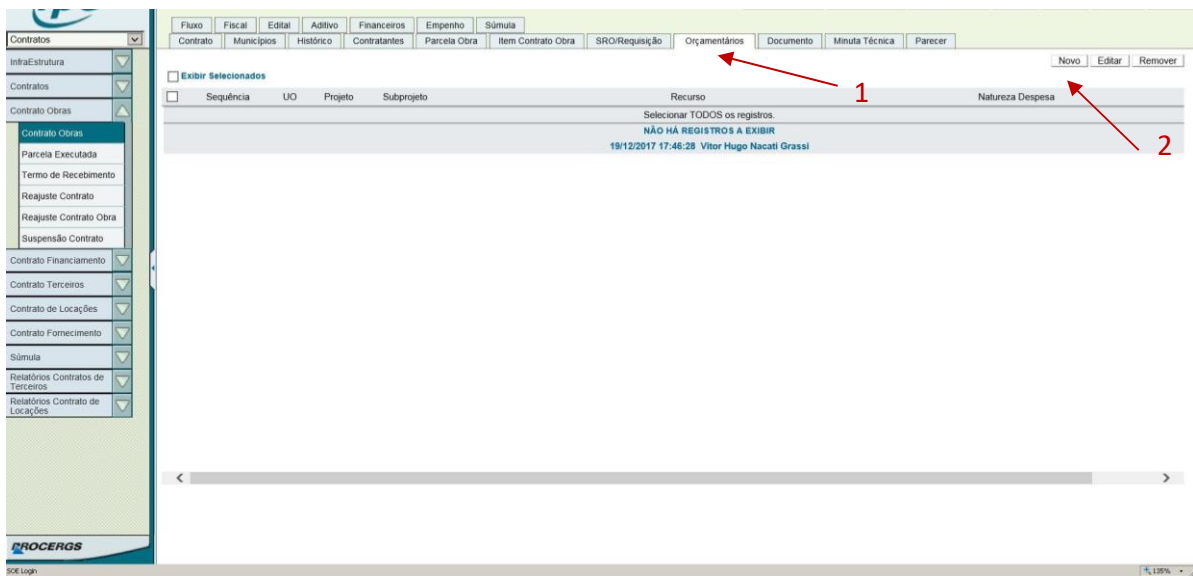 Fluxo Fiscal Edital Aditivo Financeiros Empenho Súmula
Contratos
Contrato Municípios Histórico Contratantes Parcela Obra Item Contrato Obra SRO/Requisição Orçamentários Documento Minuta Técnica Parecer
InfraEstrutura
Novo Editar Remover
Exibir Selecionados
1
Contratos
Sequência UO Projeto Subprojeto Recurso Natureza Despesa
Contrato Obras
Selecionar TODOS os registros.
Contrato Obras
NÃO HÁ REGISTROS A EXIBIR
19/12/2017 17:46:28 Vitor Hugo Nacati Grassi
2
Parcela Executada
Termo de Recebimento
Reajuste Contrato
Reajuste Contrato Obra
Suspensão Contrato
Contrato Financiamento
Contrato Terceiros
Contrato de Locações
Contrato Fornecimento
Súmula
Relatórios Contratos de
Terceiros
Relatórios Contrato de
Locações
PROCERGS
SOE Login
135%